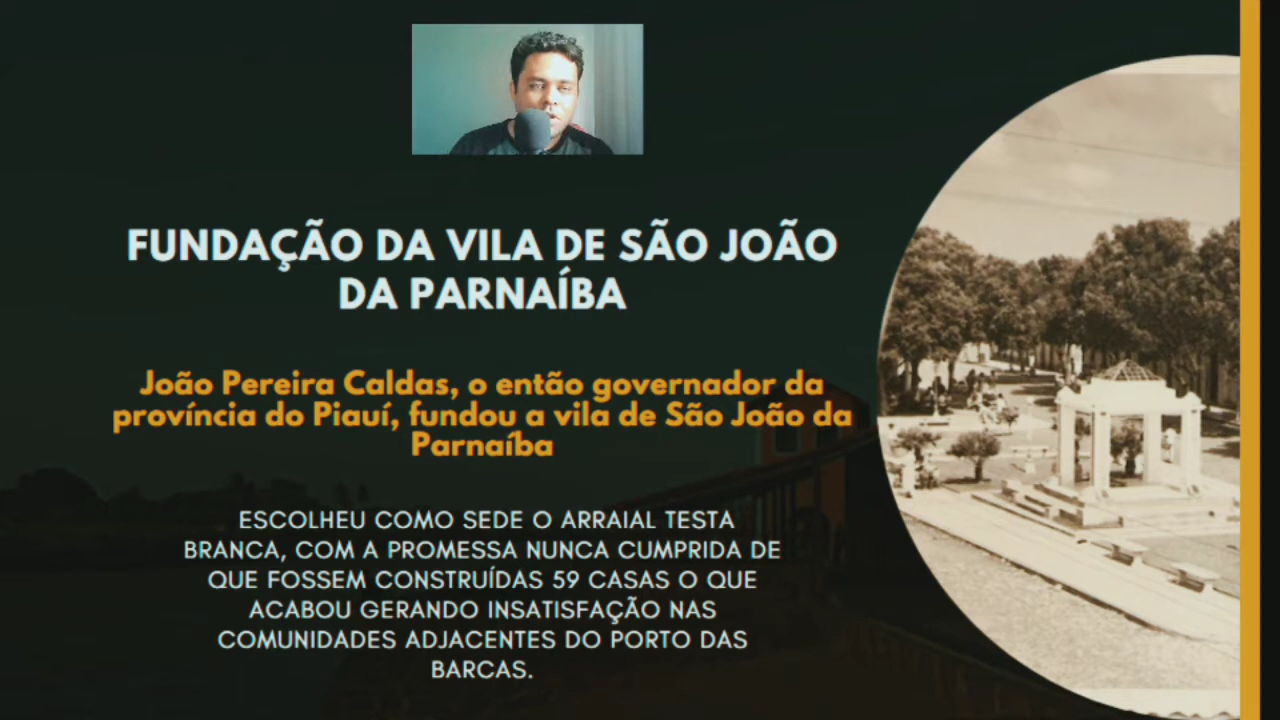 FUNDAÇÃO DA VILA DE SÃO JOÃO
DA PARNAÍBA
João Pereira Caldas, o então governador da
província do Piauí, fundou a vila de São João da
Parnaíba
ESCOLHEU COMO SEDE O ARRAIAL TESTA
BRANCA, COM A PROMESSA NUNCA CUMPRIDA DE
QUE FOSSEM CONSTRUÍDAS 59 CASAS O QUE
ACABOU GERANDO INSATISFAÇÃO NAS
COMUNIDADES ADJACENTES DO PORTO DAS
BARCAS.